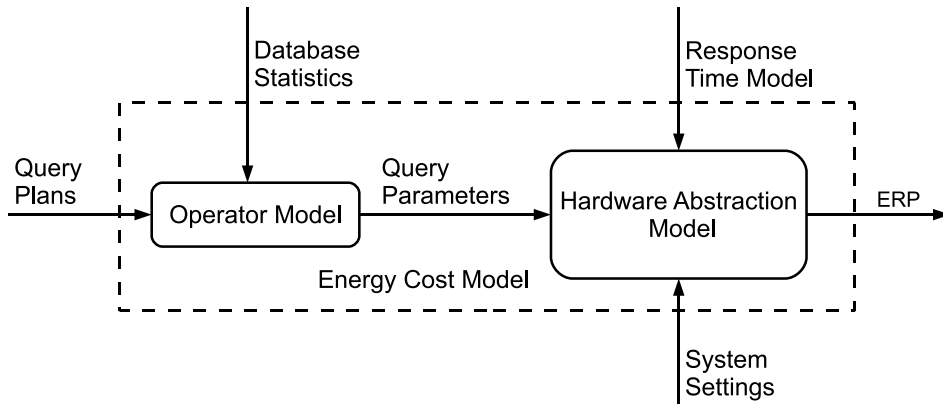 Database
Statistics
Response
Time Model
Query
Plans
Operator Model
Query
Parameters
Hardware Abstraction
Model
ERP
Energy Cost Model
System
Settings